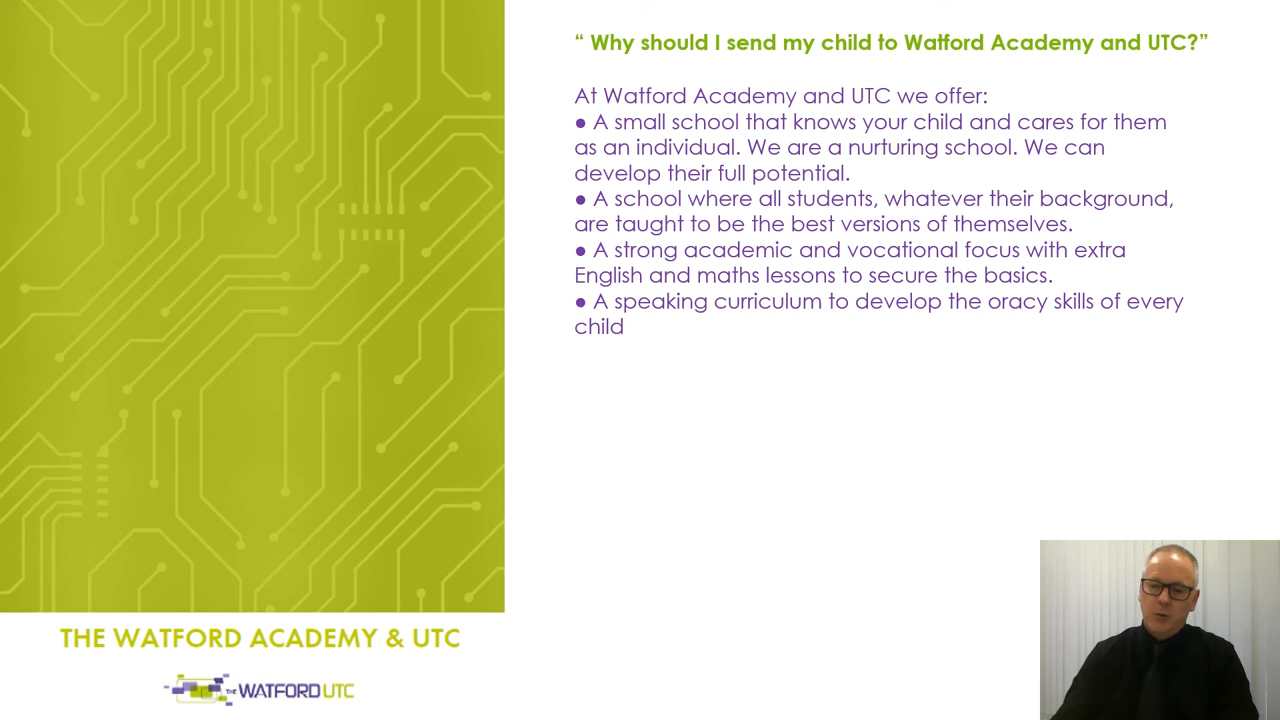 “ Why should I send my child to Watford Academy and UTC?”
At Watford Academy and UTC we offer:
● A small school that knows your child and cares for them
as an individual. We are a nurturing school. We can
develop their full potential.
● A school where all students, whatever their background,
are taught to be the best versions of themselves.
● A strong academic and vocational focus with extra
English and maths lessons to secure the basics.
● A speaking curriculum to develop the oracy skills of every
child
THE WATFORD ACADEMY & UTC
THE WATFORD UTC